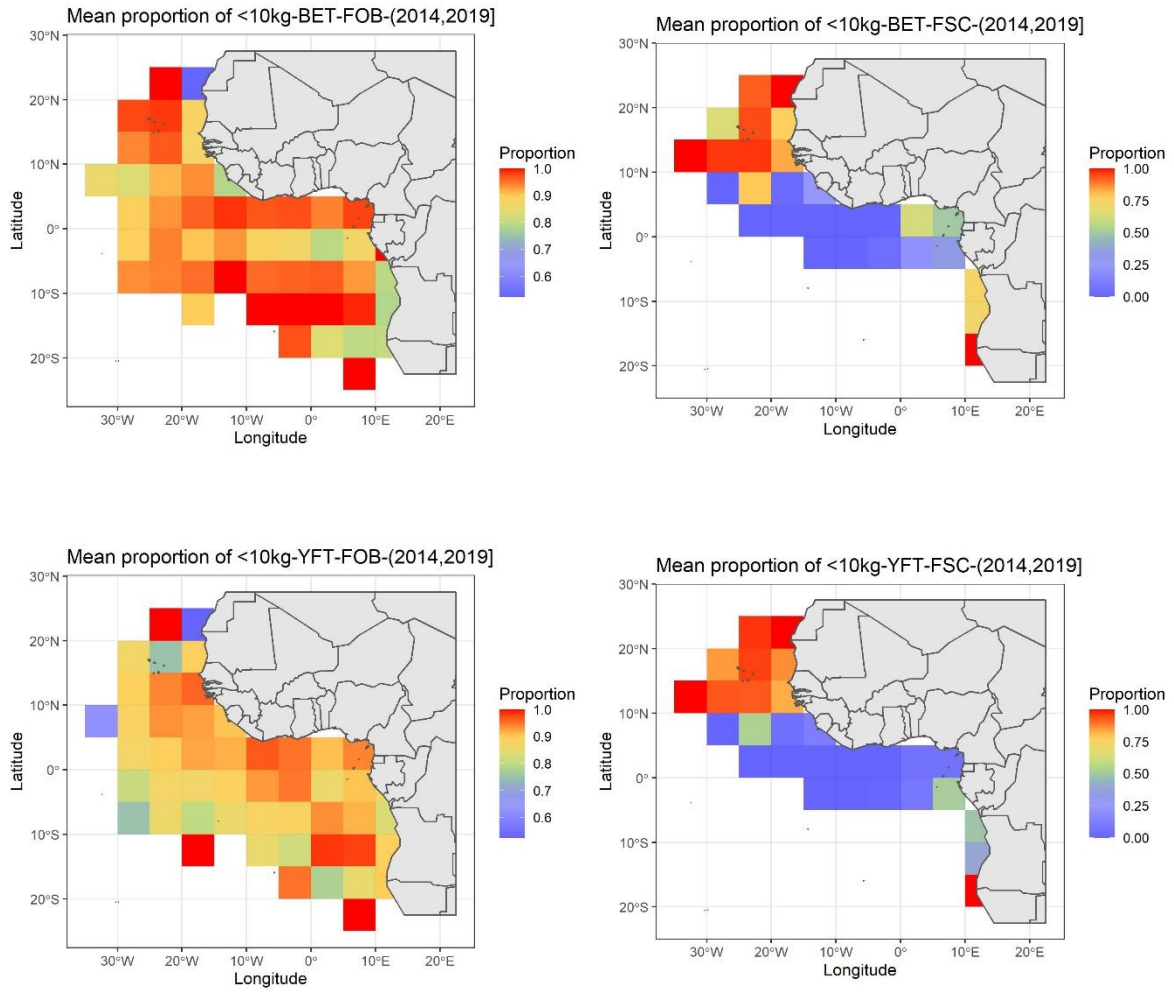 Mean proportion of <10kg-BET-FOB-(2014,2019]
30°N
20°N
10°N
0°
10°S
20°S
Latitude
30°W
20°W
10°W
0°
10°E
20°E
Longitude
Proportion
1.0
0.9
0.8
0.7
0.6
Mean proportion of <10kg-BET-FSC-(2014,2019]
30°N
20°N
10°N
0°
10°S
20°S
Latitude
30°W
20°W
10°W
0°
10°E
20°E
Longitude
Proportion
1.00
0.75
0.50
0.25
0.00
Mean proportion of <10kg-YFT-FOB-(2014,2019]
30°N
20°N
10°N
0°
10°S
20°S
Latitude
30°W
20°W
10°W
0°
10°E
20°E
Longitude
Proportion
1.0
0.9
0.8
0.7
0.6
Mean proportion of <10kg-YFT-FSC-(2014,2019]
30°N
20°N
10°N
0°
10°S
20°S
Latitude
30°W
20°W
10°W
0°
10°E
20°E
Longitude
Proportion
1.00
0.75
0.50
0.25
0.00